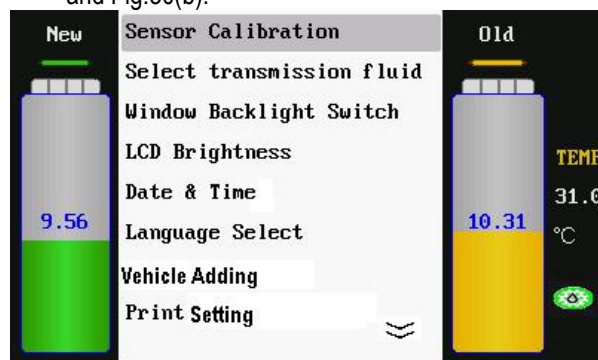 and Fig.30(b).
New
Sensor Calibration
Old
Select transmission fluid
Window Backlight Switch
LCD Brightness
TEMP
Date & Time
31.0
9.56
Language Select
10.31
°C
Vehicle Adding
Print Setting